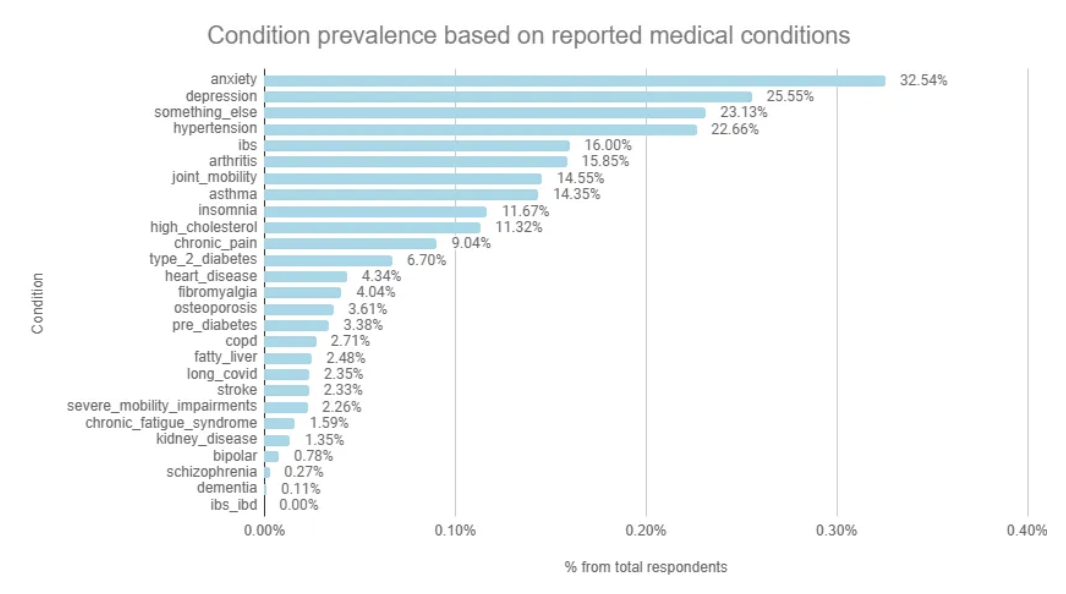 Condition prevalence based on reported medical conditions
Condition
anxiety 32.54%
depression 25.55%
something_else 23.13%
hypertension 22.66%
ibs 16.00%
arthritis 15.85%
joint_mobility 14.55%
asthma 14.35%
insomnia 11.67%
high_cholesterol 11.32%
chronic_pain 9.04%
type_2_diabetes 6.70%
heart_disease 4.34%
fibromyalgia 4.04%
osteoporosis 3.61%
pre_diabetes 3.38%
copd 2.71%
fatty_liver 2.48%
long_covid 2.35%
stroke 2.33%
severe_mobility_impairments 2.26%
chronic_fatigue_syndrome 1.59%
kidney_disease 1.35%
bipolar 0.78%
schizophrenia 0.27%
dementia 0.11%
ibs_ibd 0.00%
0.00% 0.10% 0.20% 0.30% 0.40%
% from total respondents